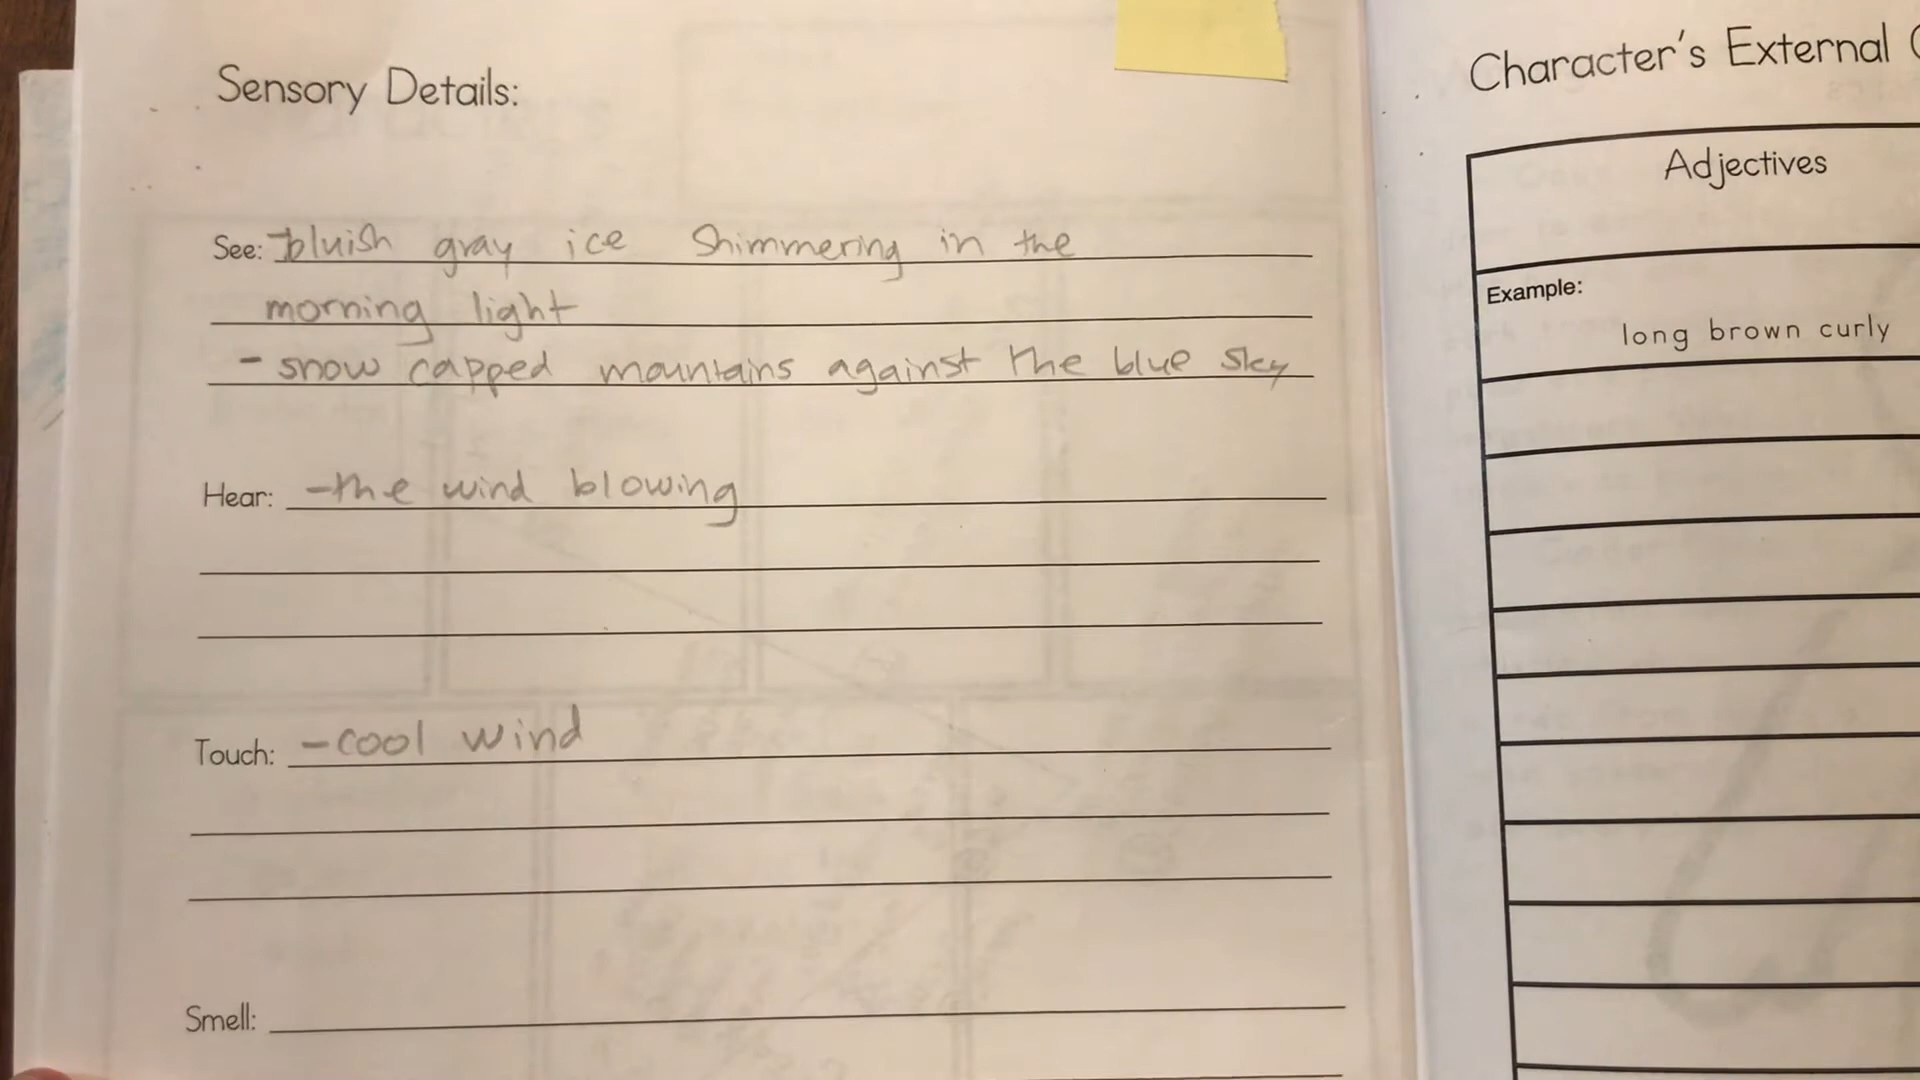 Sensory Details:
See: -bluish gray ice Shimmering in the
morning light
- snow capped mountains against the blue sky
Hear: -the wind blowing
Touch: -cool wind
Smell:
Character's External
Adjectives
Example:
long brown curly